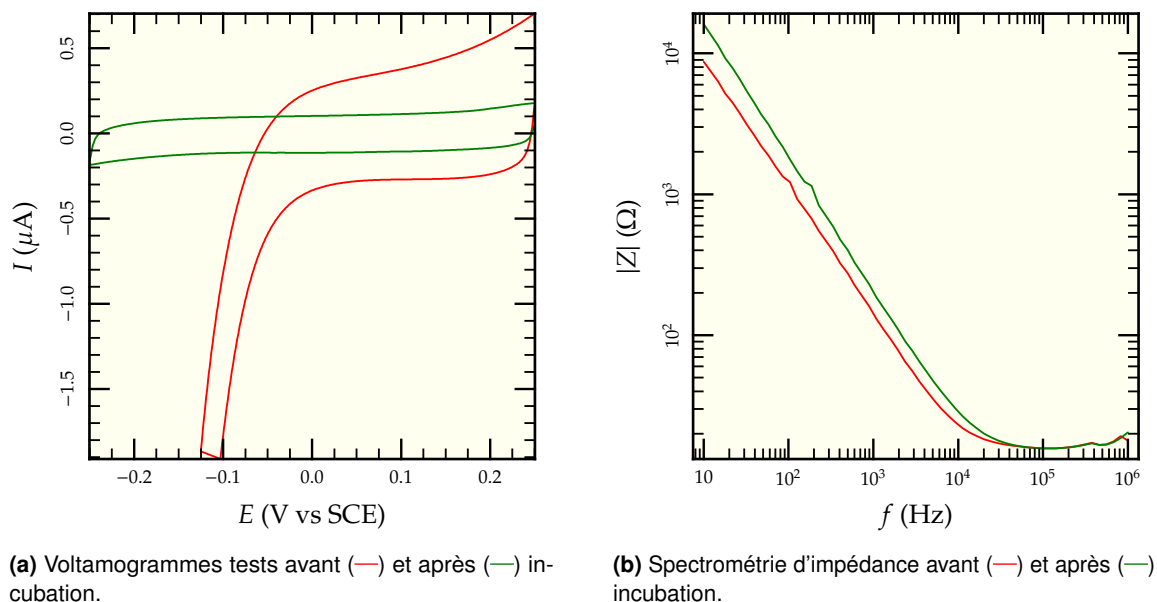 0.5
0.0
−0.5
−1.0
−1.5
I (μA)
−0.2 −0.1 0.0 0.1 0.2
E (V vs SCE)
10⁴
10³
10²
|Z| (Ω)
10 10² 10³ 10⁴ 10⁵ 10⁶
f (Hz)
(a) Voltamogrammes tests avant (—) et après (—) in-
cubation.
(b) Spectrométrie d'impédance avant (—) et après (—)
incubation.